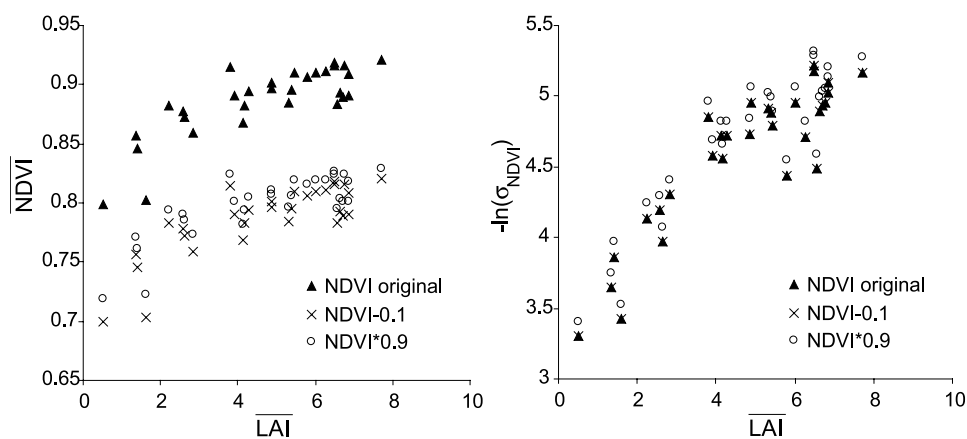 0.95
0.9
0.85
0.8
0.75
0.7
0.65
NDVI
0 2 4 6 8 10
LAI
NDVI original
NDVI-0.1
NDVI*0.9
5.5
5
4.5
4
3.5
3
-ln(σNDVI)
0 2 4 6 8 10
LAI
NDVI original
NDVI-0.1
NDVI*0.9